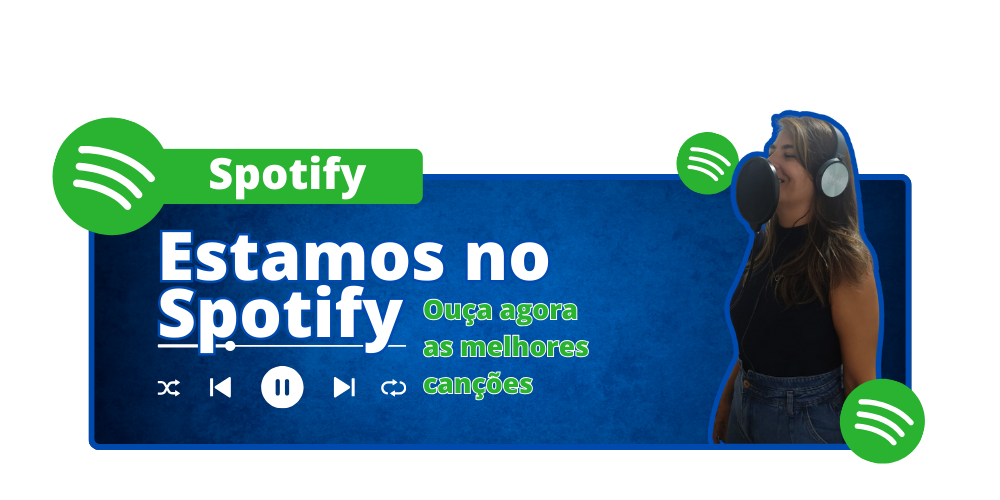 Spotify
Estamos no
Spotify
Ouça agora
as melhores
canções